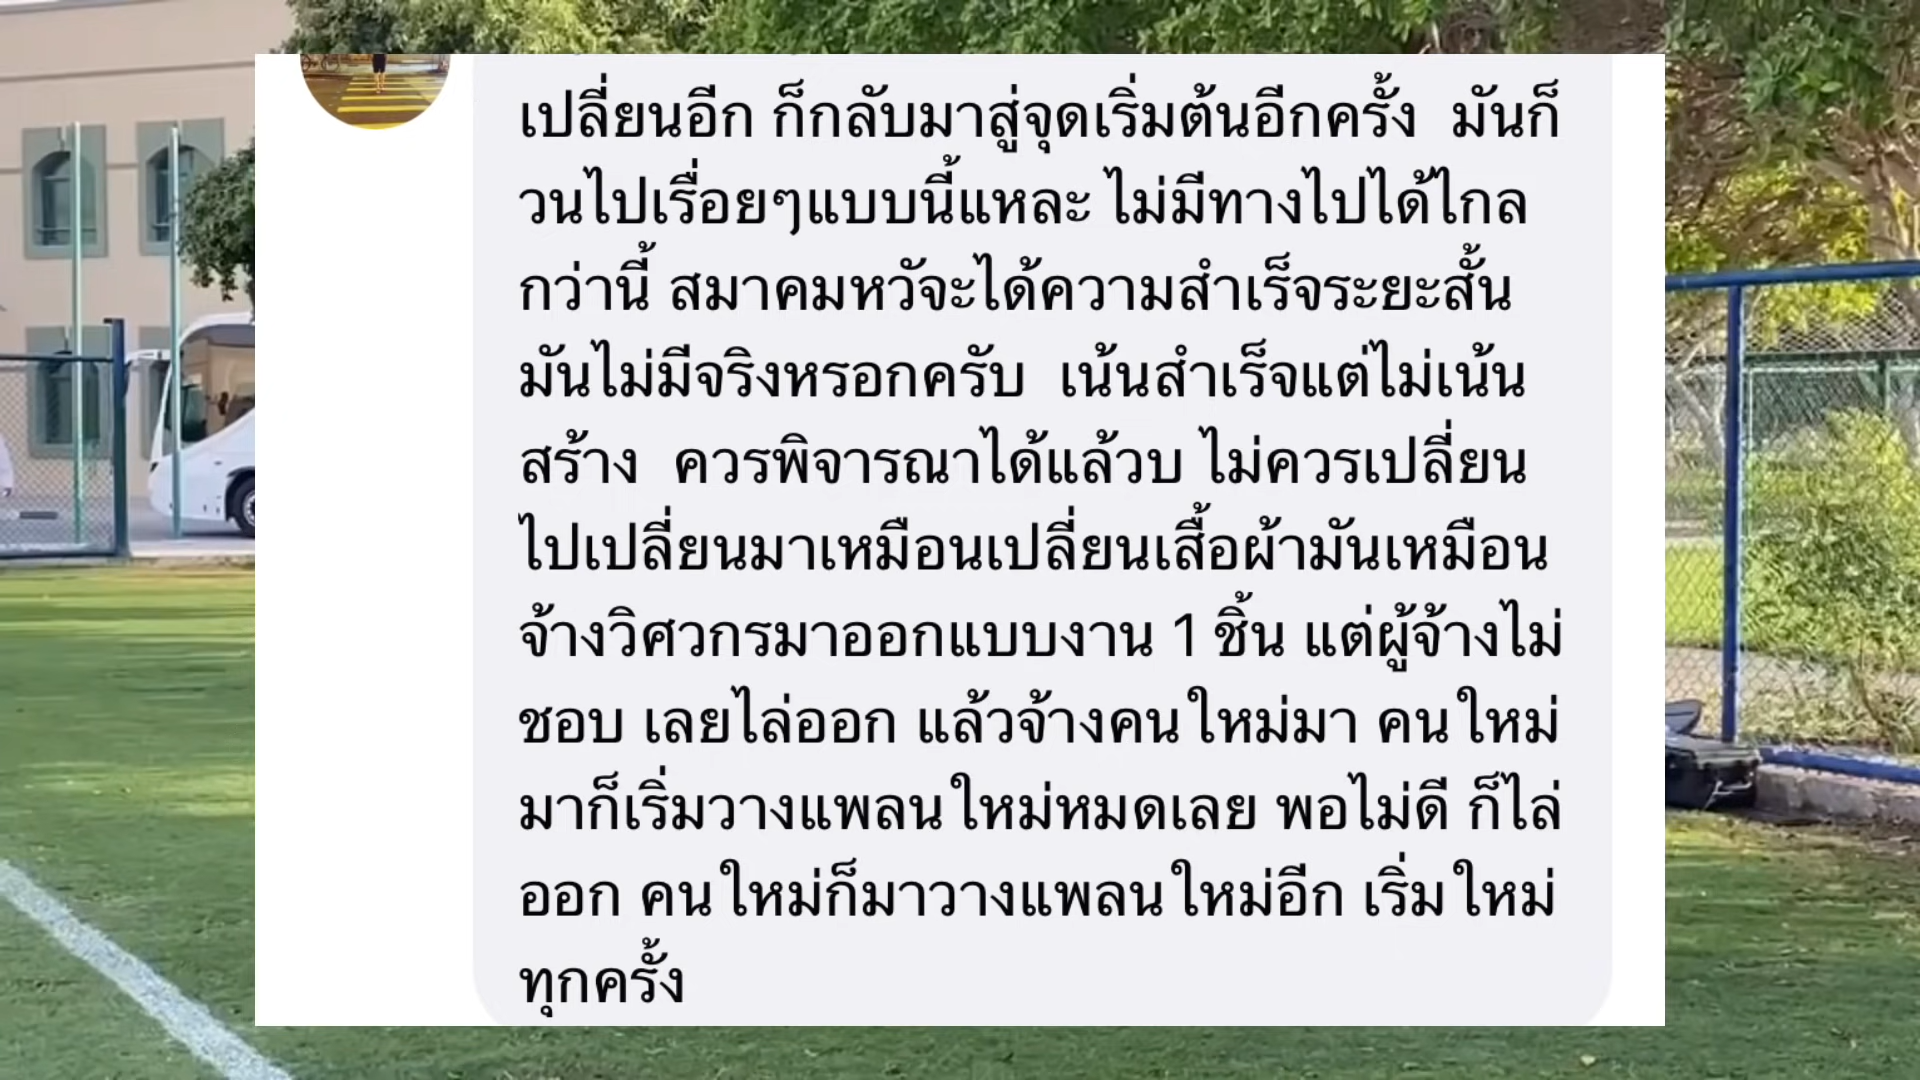 เปลี่ยนอีก ก็กลับมาสู่จุดเริ่มต้นอีกครั้ง  มันก็
วนไปเรื่อยๆแบบนี้แหละ ไม่มีทางไปได้ไกล
กว่านี้ สมาคมหวัจะได้ความสำเร็จระยะสั้น
มันไม่มีจริงหรอกครับ  เน้นสำเร็จแต่ไม่เน้น
สร้าง  ควรพิจารณาได้แล้วบ ไม่ควรเปลี่ยน
ไปเปลี่ยนมาเหมือนเปลี่ยนเสื้อผ้ามันเหมือน
จ้างวิศวกรมาออกแบบงาน 1 ชิ้น แต่ผู้จ้างไม่
ชอบ เลยไล่ออก แล้วจ้างคนใหม่มา คนใหม่
มาก็เริ่มวางแพลนใหม่หมดเลย พอไม่ดี ก็ไล่
ออก คนใหม่ก็มาวางแพลนใหม่อีก เริ่มใหม่
ทุกครั้ง